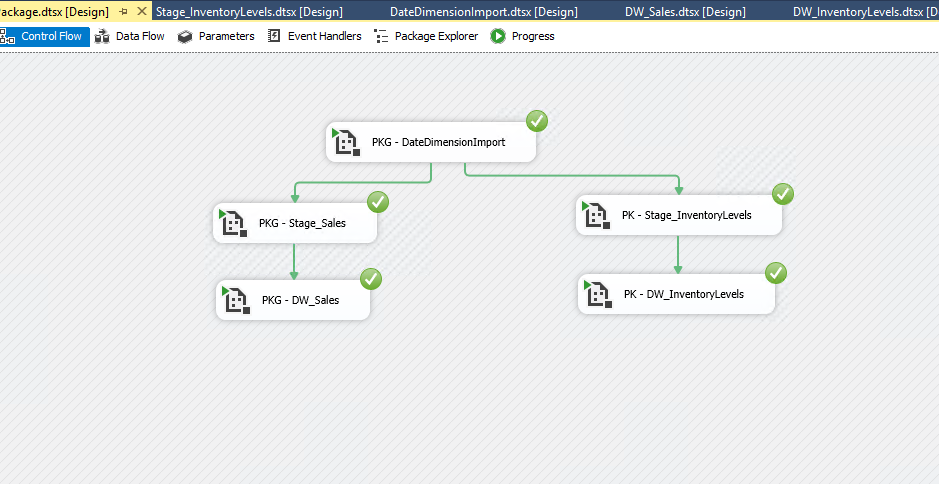 ackage.dtsx [Design] Stage_InventoryLevels.dtsx [Design] DateDimensionImport.dtsx [Design] DW_Sales.dtsx [Design] DW_InventoryLevels.dtsx [D
Control Flow Data Flow Parameters Event Handlers Package Explorer Progress
PKG - DateDimensionImport
PKG - Stage_Sales
PK - Stage_InventoryLevels
PKG - DW_Sales
PK - DW_InventoryLevels